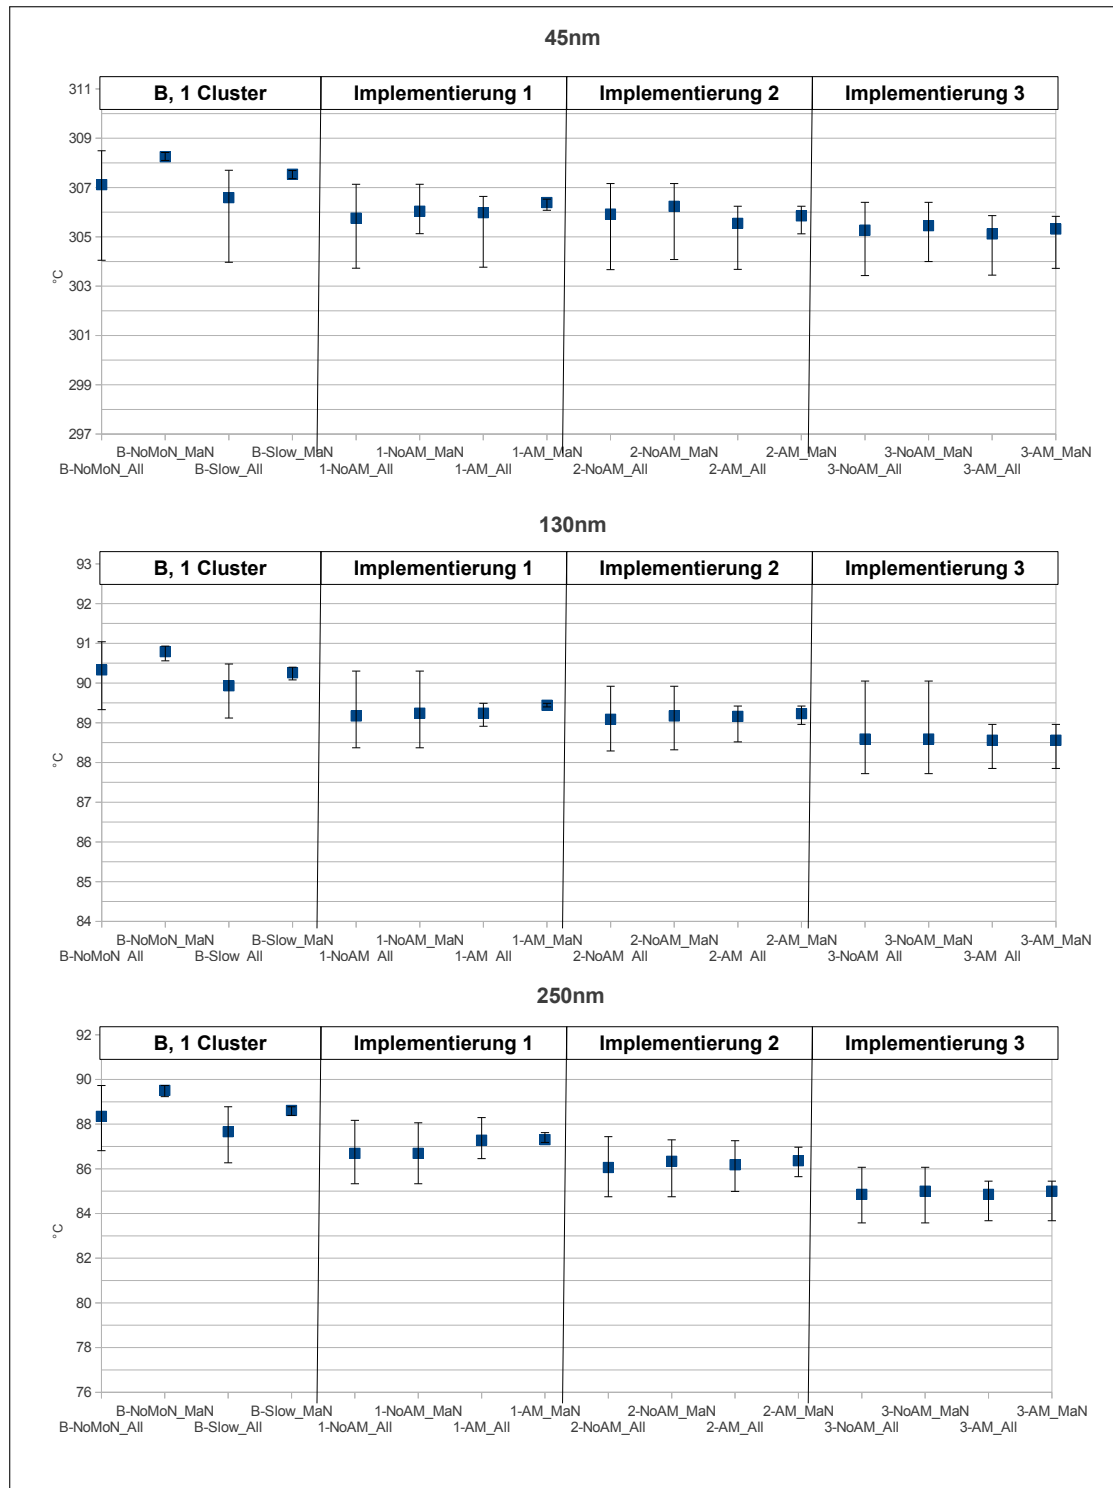 45nm
B, 1 Cluster Implementierung 1 Implementierung 2 Implementierung 3
311
309
307
305
303
301
299
297
°C
B-NoMoN_MaN B-Slow_MaN 1-NoAM_MaN 1-AM_MaN 2-NoAM_MaN 2-AM_MaN 3-NoAM_MaN 3-AM_MaN
B-NoMoN_All B-Slow_All 1-NoAM_All 1-AM_All 2-NoAM_All 2-AM_All 3-NoAM_All 3-AM_All
130nm
B, 1 Cluster Implementierung 1 Implementierung 2 Implementierung 3
93
92
91
90
89
88
87
86
85
84
°C
B-NoMoN_MaN B-Slow_MaN 1-NoAM_MaN 1-AM_MaN 2-NoAM_MaN 2-AM_MaN 3-NoAM_MaN 3-AM_MaN
B-NoMoN_All B-Slow_All 1-NoAM_All 1-AM_All 2-NoAM_All 2-AM_All 3-NoAM_All 3-AM_All
250nm
B, 1 Cluster Implementierung 1 Implementierung 2 Implementierung 3
92
90
88
86
84
82
80
78
76
°C
B-NoMoN_MaN B-Slow_MaN 1-NoAM_MaN 1-AM_MaN 2-NoAM_MaN 2-AM_MaN 3-NoAM_MaN 3-AM_MaN
B-NoMoN_All B-Slow_All 1-NoAM_All 1-AM_All 2-NoAM_All 2-AM_All 3-NoAM_All 3-AM_All